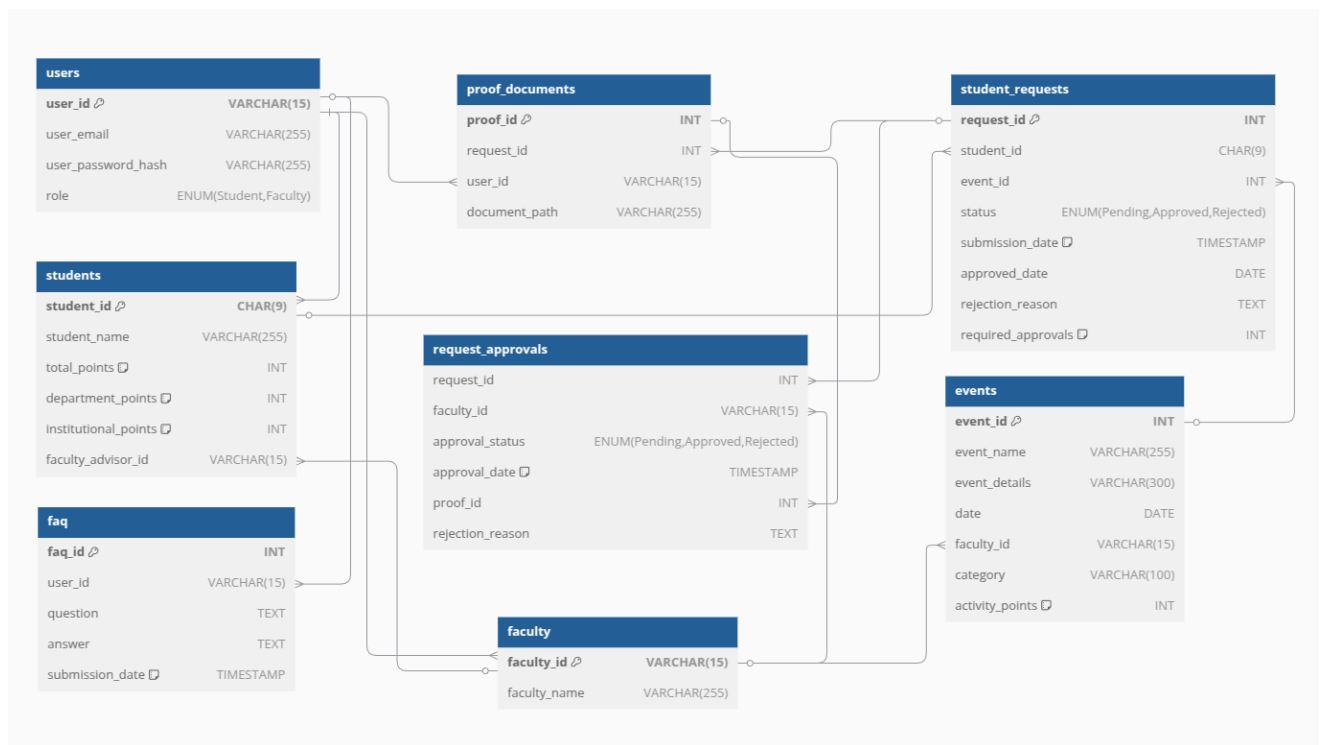 users
user_id VARCHAR(15)
user_email VARCHAR(255)
user_password_hash VARCHAR(255)
role ENUM(Student,Faculty)
proof_documents
proof_id INT
request_id INT
user_id VARCHAR(15)
document_path VARCHAR(255)
student_requests
request_id INT
student_id CHAR(9)
event_id INT
status ENUM(Pending,Approved,Rejected)
submission_date TIMESTAMP
approved_date DATE
rejection_reason TEXT
required_approvals INT
students
student_id CHAR(9)
student_name VARCHAR(255)
total_points INT
department_points INT
institutional_points INT
faculty_advisor_id VARCHAR(15)
request_approvals
request_id INT
faculty_id VARCHAR(15)
approval_status ENUM(Pending,Approved,Rejected)
approval_date TIMESTAMP
proof_id INT
rejection_reason TEXT
events
event_id INT
event_name VARCHAR(255)
event_details VARCHAR(300)
date DATE
faculty_id VARCHAR(15)
category VARCHAR(100)
activity_points INT
faq
faq_id INT
user_id VARCHAR(15)
question TEXT
answer TEXT
submission_date TIMESTAMP
faculty
faculty_id VARCHAR(15)
faculty_name VARCHAR(255)